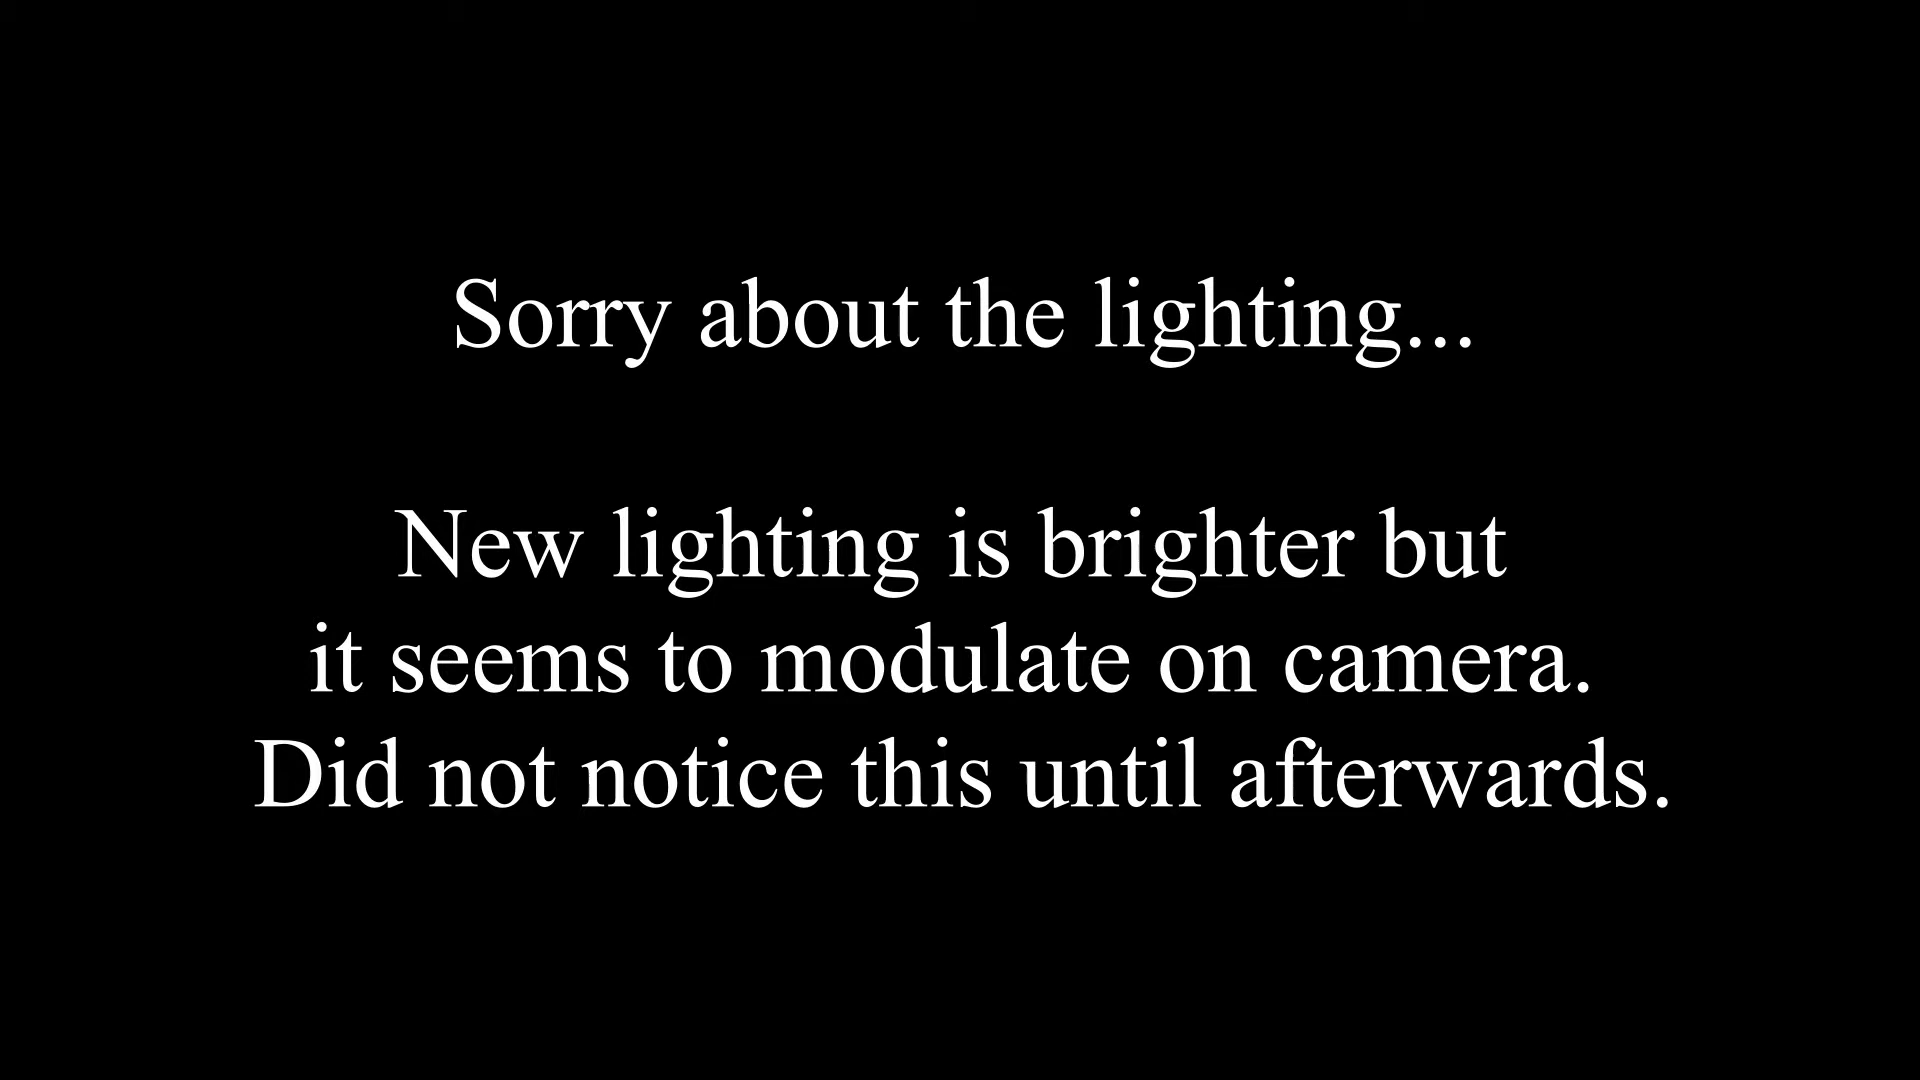 Sorry about the lighting...
New lighting is brighter but
it seems to modulate on camera.
Did not notice this until afterwards.